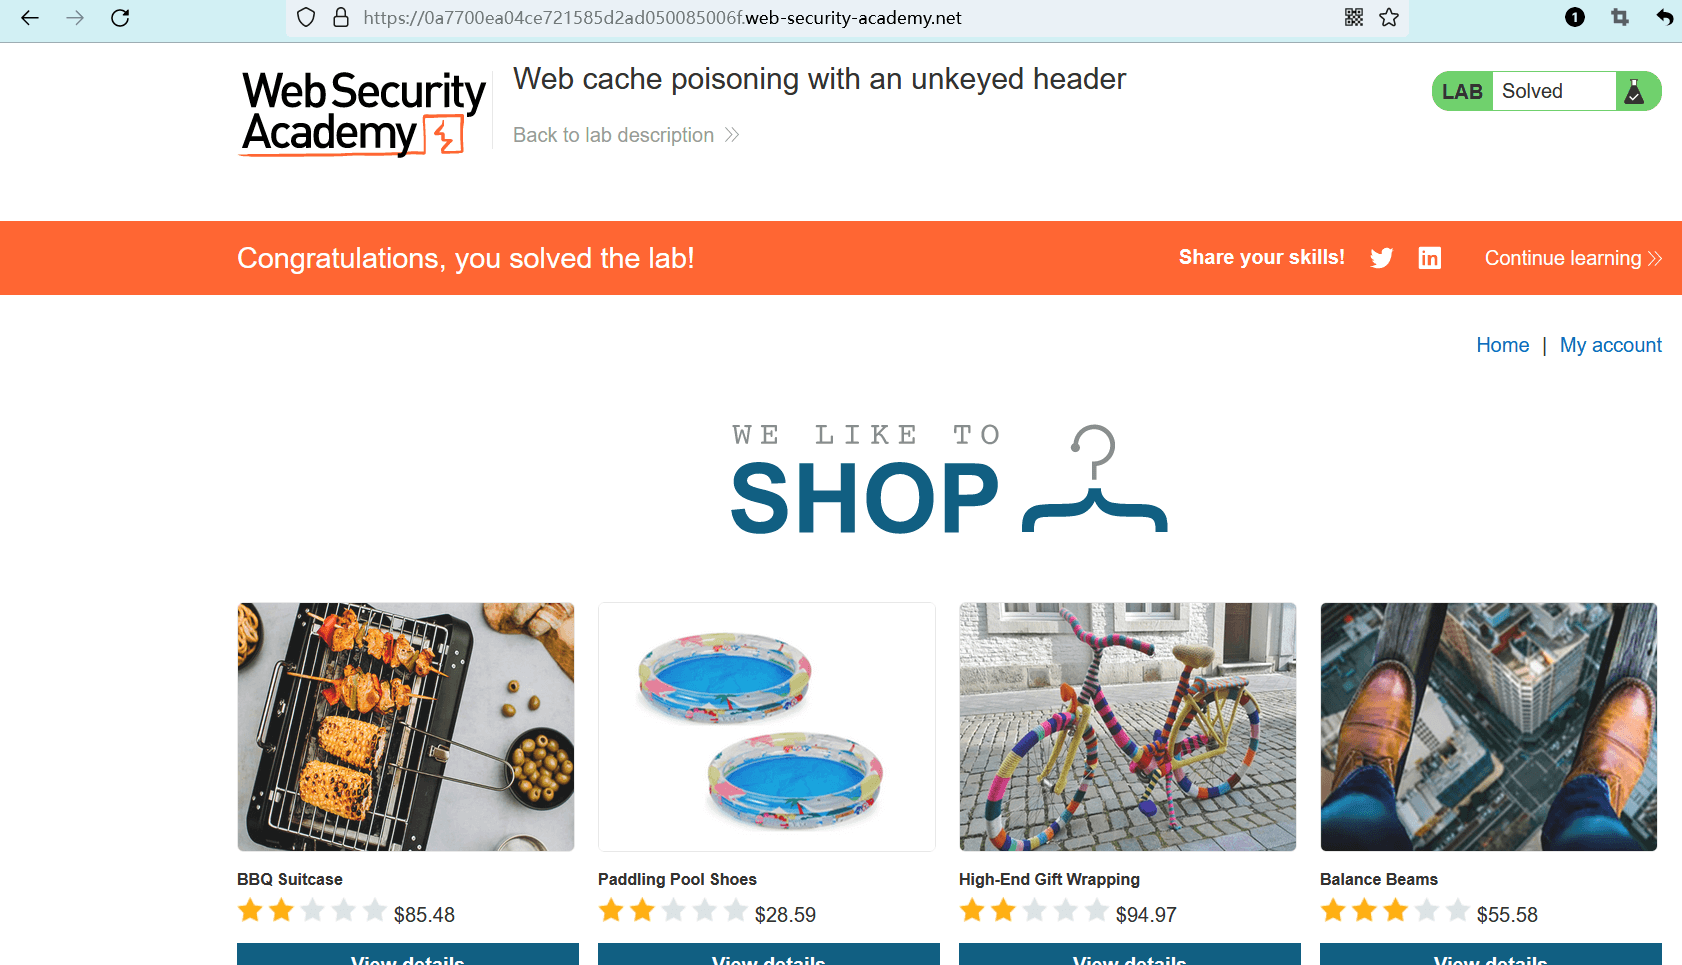 https://0a7700ea04ce721585d2ad050085006f.web-security-academy.net
1
Web Security
Academy
Web cache poisoning with an unkeyed header
Back to lab description
LAB Solved
Congratulations, you solved the lab!
Share your skills!
in
Continue learning
Home | My account
WE LIKE TO
SHOP
BBQ Suitcase
$85.48
View details
Paddling Pool Shoes
$28.59
View details
High-End Gift Wrapping
$94.97
View details
Balance Beams
$55.58
View details